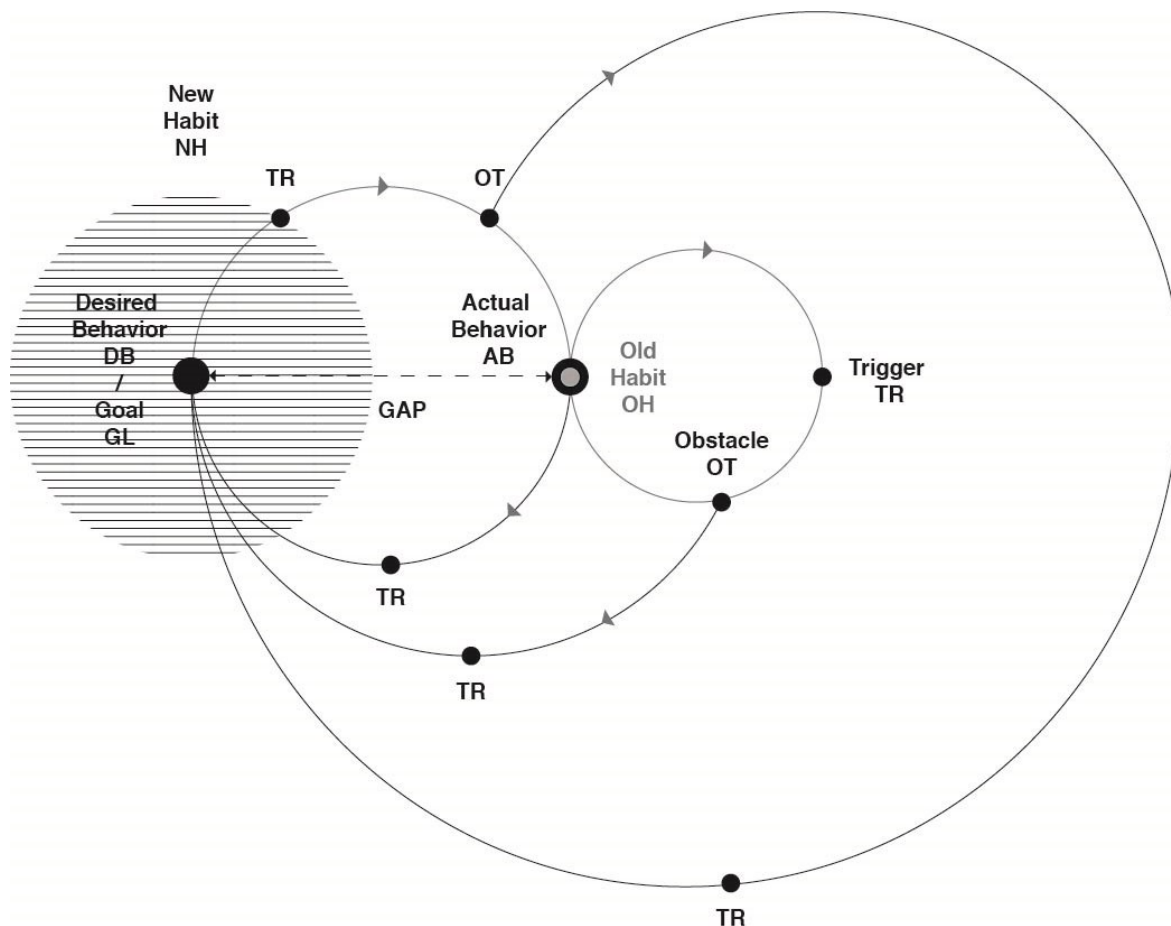 New
Habit
NH
TR
OT
Desired
Behavior
DB
/
Goal
GL
Actual
Behavior
AB
GAP
Old
Habit
OH
Trigger
TR
Obstacle
OT
TR
TR
TR